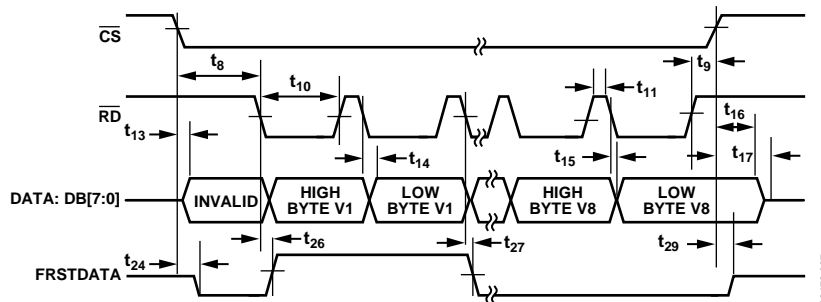 CS
t8
t9
t10
t11
RD
t16
t13
t14
t15
t17
DATA: DB[7:0]
INVALID
HIGH BYTE V1
LOW BYTE V1
HIGH BYTE V8
LOW BYTE V8
t24
t26
t27
t29
FRSTDATA